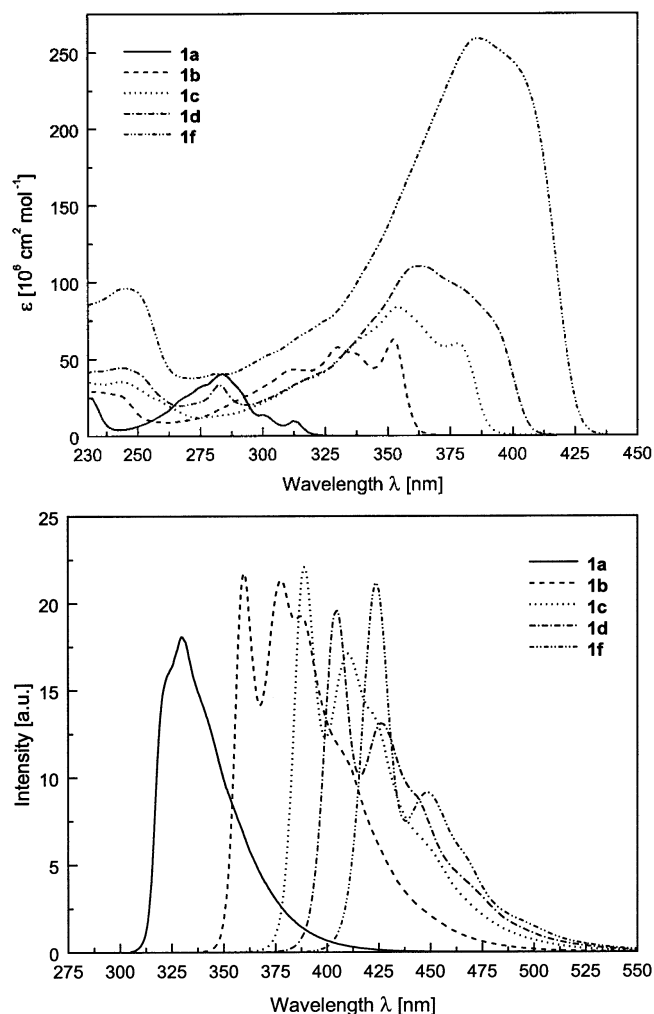 250
200
150
100
50
0
ε [10⁶ cm² mol⁻¹]
1a
1b
1c
1d
1f
230 250 275 300 325 350 375 400 425 450
Wavelength λ [nm]
25
20
15
10
5
0
Intensity [a.u.]
1a
1b
1c
1d
1f
275 300 325 350 375 400 425 450 475 500 525 550
Wavelength λ [nm]